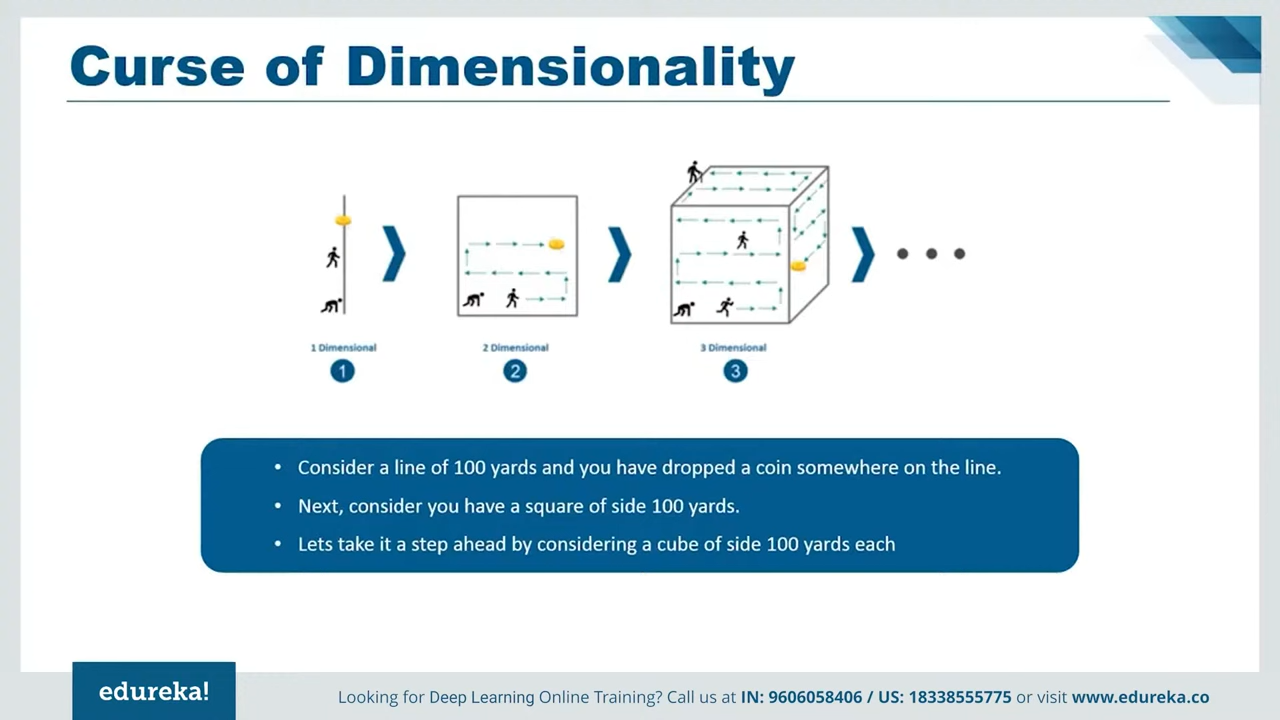 Curse of Dimensionality
1 Dimensional
2 Dimensional
3 Dimensional
1
2
3
• Consider a line of 100 yards and you have dropped a coin somewhere on the line.
• Next, consider you have a square of side 100 yards.
• Lets take it a step ahead by considering a cube of side 100 yards each
edureka!
Looking for Deep Learning Online Training? Call us at IN: 9606058406 / US: 18338555775 or visit www.edureka.co